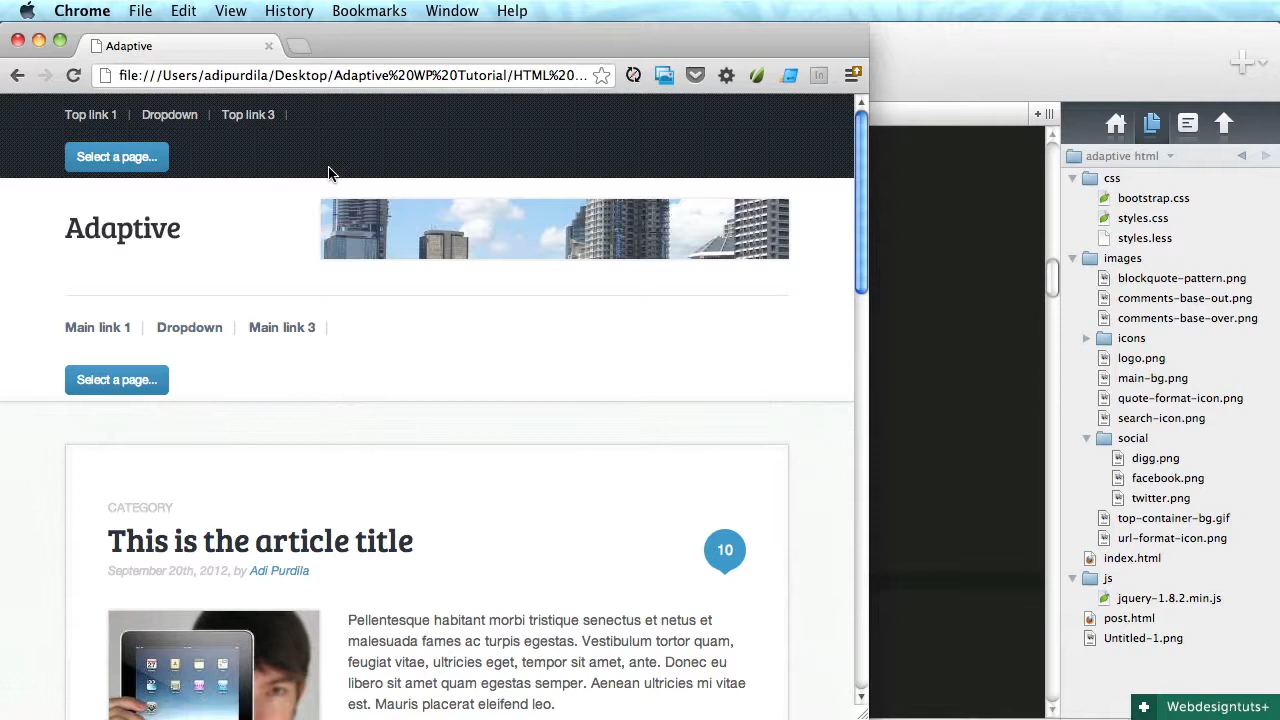 Chrome File Edit View History Bookmarks Window Help
Adaptive
file:///Users/adipurdila/Desktop/Adaptive%20WP%20Tutorial/HTML%20...
Top link 1 Dropdown Top link 3
Select a page...
Adaptive
Main link 1 Dropdown Main link 3
Select a page...
CATEGORY
This is the article title
10
September 20th, 2012, by Adi Purdila
Pellentesque habitant morbi tristique senectus et netus et
malesuada fames ac turpis egestas. Vestibulum tortor quam,
feugiat vitae, ultricies eget, tempor sit amet, ante. Donec eu
libero sit amet quam egestas semper. Aenean ultricies mi vitae
est. Mauris placerat eleifend leo.
adaptive html
css
bootstrap.css
styles.css
styles.less
images
blockquote-pattern.png
comments-base-out.png
comments-base-over.png
icons
logo.png
main-bg.png
quote-format-icon.png
search-icon.png
social
digg.png
facebook.png
twitter.png
top-container-bg.gif
url-format-icon.png
index.html
js
jquery-1.8.2.min.js
post.html
Untitled-1.png
Webdesigntuts+